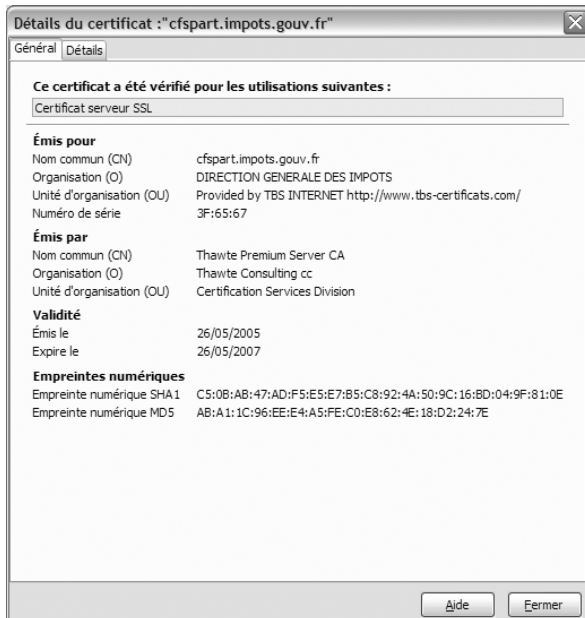 Détails du certificat :"cfspart.impots.gouv.fr"
Général Détails
Ce certificat a été vérifié pour les utilisations suivantes :
Certificat serveur SSL
Émis pour
Nom commun (CN) cfspart.impots.gouv.fr
Organisation (O) DIRECTION GENERALE DES IMPOTS
Unité d'organisation (OU) Provided by TBS INTERNET http://www.tbs-certificats.com/
Numéro de série 3F:65:67
Émis par
Nom commun (CN) Thawte Premium Server CA
Organisation (O) Thawte Consulting cc
Unité d'organisation (OU) Certification Services Division
Validité
Émis le 26/05/2005
Expire le 26/05/2007
Empreintes numériques
Empreinte numérique SHA1 C5:0B:AB:47:AD:F5:E5:E7:B5:C8:92:4A:50:9C:16:BD:04:9F:81:0E
Empreinte numérique MD5 AB:A1:1C:96:EE:E4:A5:FE:C0:E8:62:4E:18:D2:24:7E
Aide Fermer